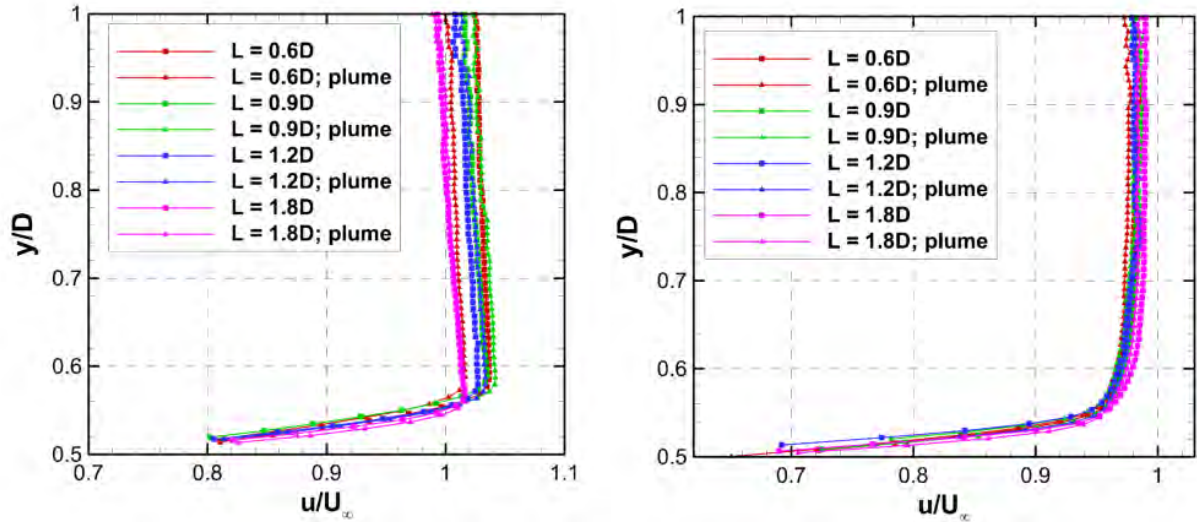 1
0.9
0.8
0.7
0.6
0.5
y/D
0.7
0.8
0.9
1
1.1
u/U∞
L = 0.6D
L = 0.6D; plume
L = 0.9D
L = 0.9D; plume
L = 1.2D
L = 1.2D; plume
L = 1.8D
L = 1.8D; plume
1
0.9
0.8
0.7
0.6
0.5
y/D
0.7
0.8
0.9
1
u/U∞
L = 0.6D
L = 0.6D; plume
L = 0.9D
L = 0.9D; plume
L = 1.2D
L = 1.2D; plume
L = 1.8D
L = 1.8D; plume